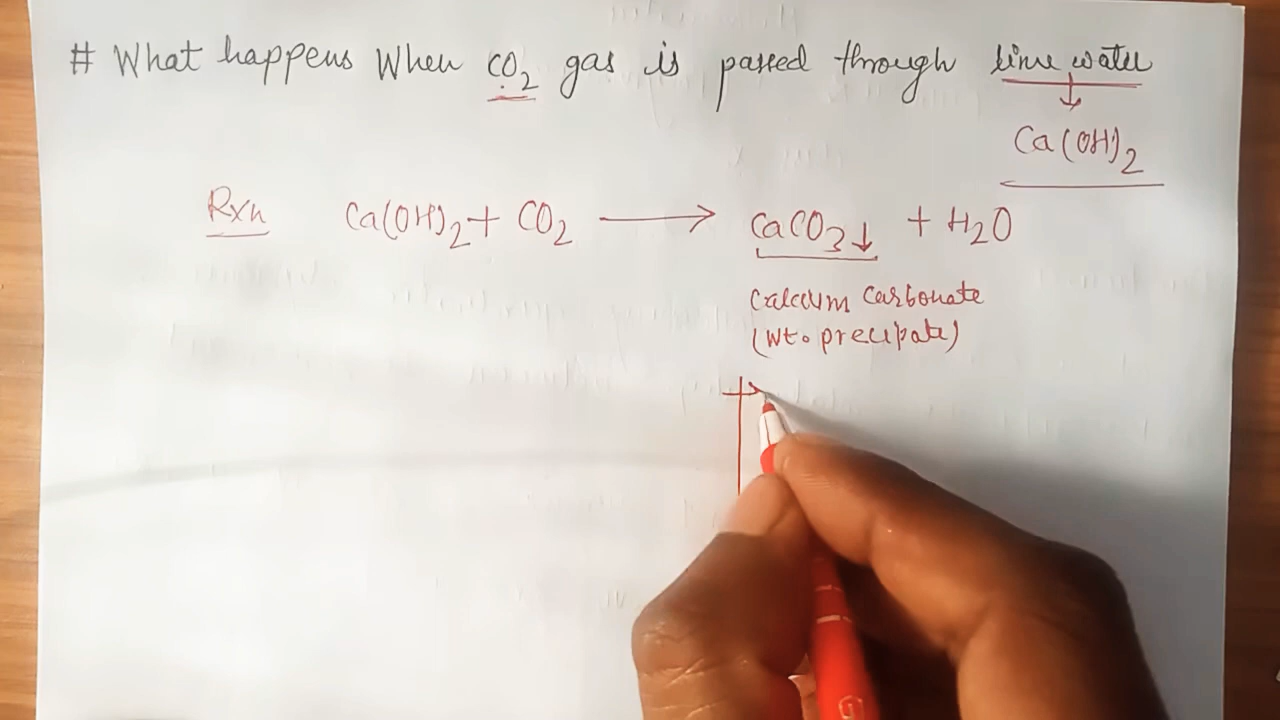 # What happens When CO2 gas is passed through lime water
Ca(OH)2
Rxn Ca(OH)2 + CO2 ⟶ CaCO3↓ + H2O
Calcium Carbonate
(Wt. precipate)
G